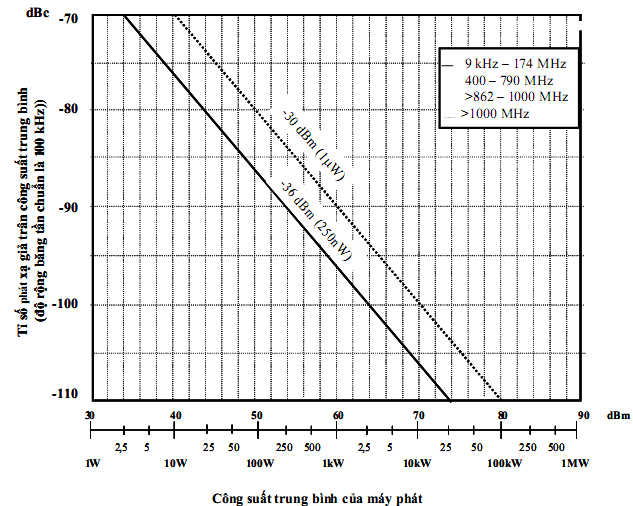 dBc
-70
-80
-90
-100
-110
Tỉ số phát xạ giả trên công suất trung bình
(độ rộng băng tần chuẩn là 100 kHz))
9 kHz – 174 MHz
400 – 790 MHz
>862 – 1000 MHz
>1000 MHz
-30 dBm (1µW)
-36 dBm (250nW)
30 40 50 60 70 80 90 dBm
2,5 5 25 50 250 500 2,5 5 25 50 250 500
1W 10W 100W 1kW 10kW 100kW 1MW
Công suất trung bình của máy phát